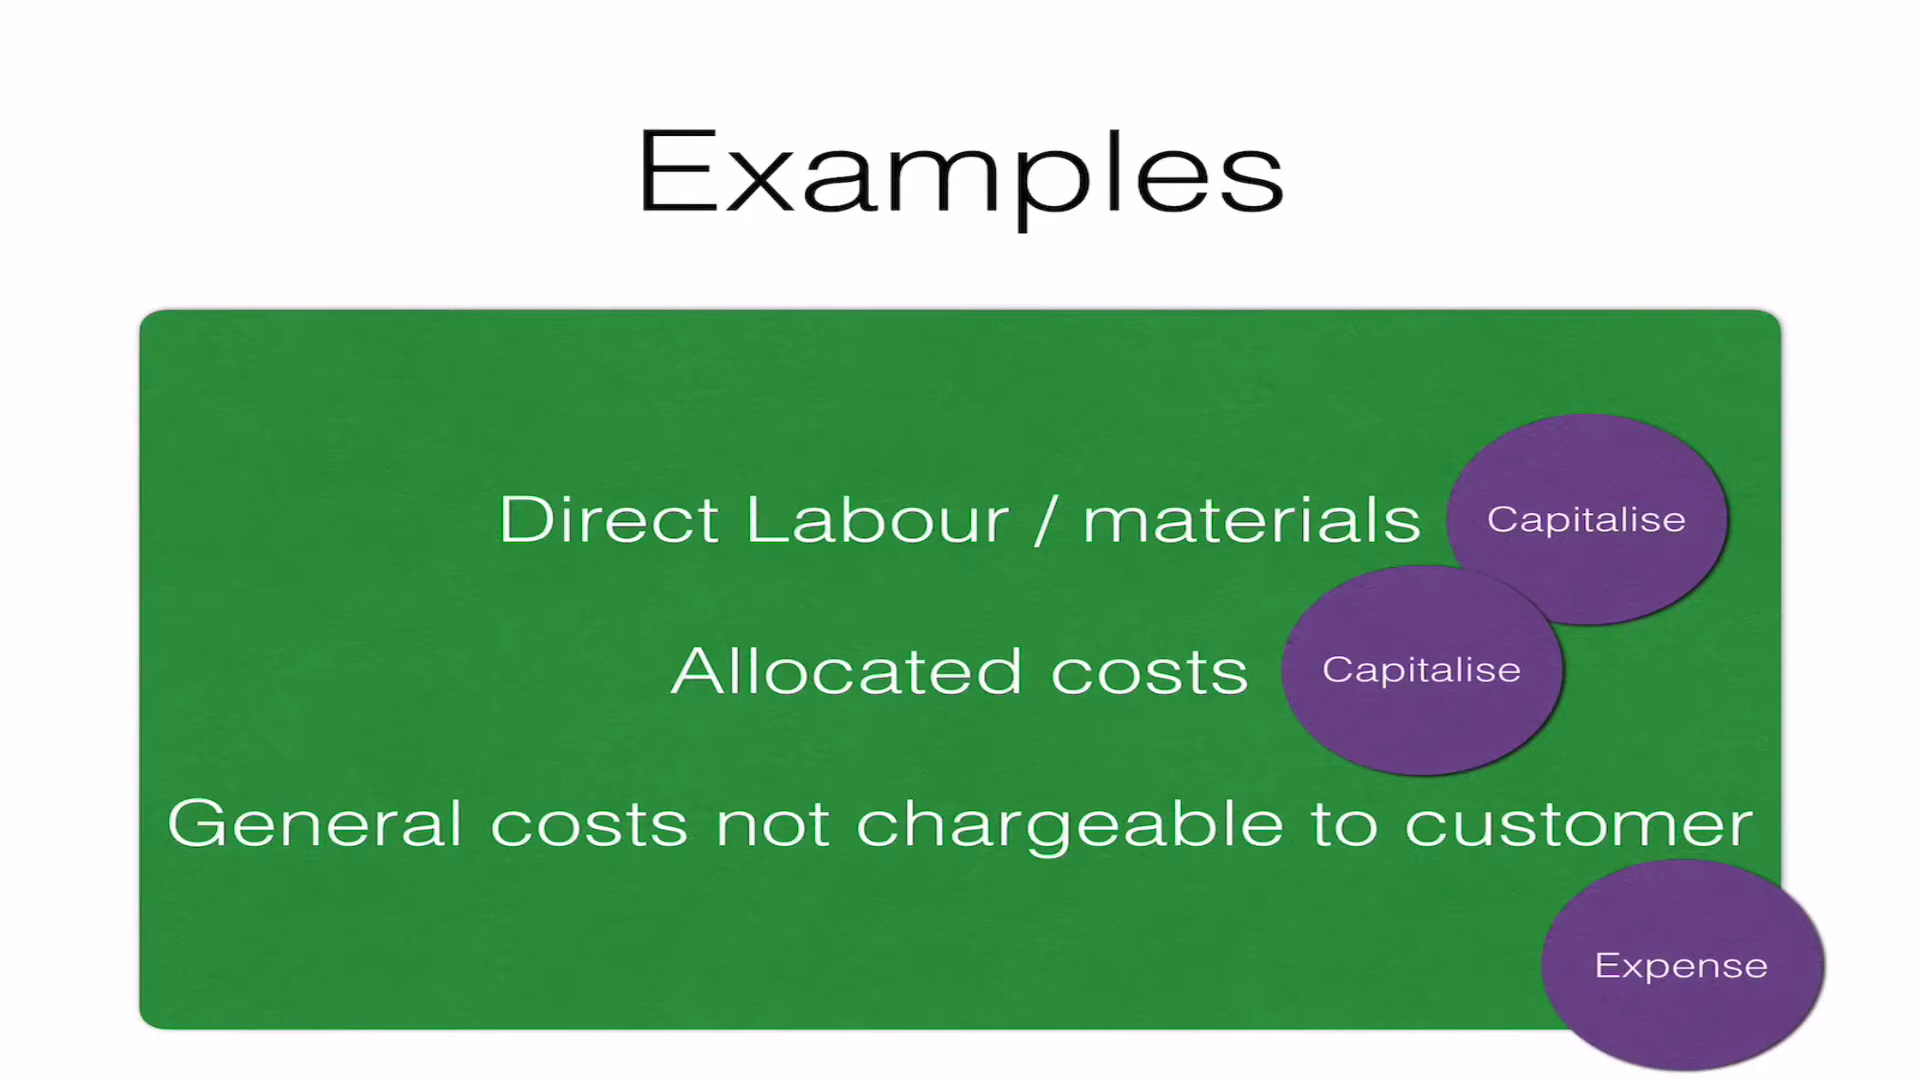 Examples
Direct Labour / materials
Capitalise
Allocated costs
Capitalise
General costs not chargeable to customer
Expense